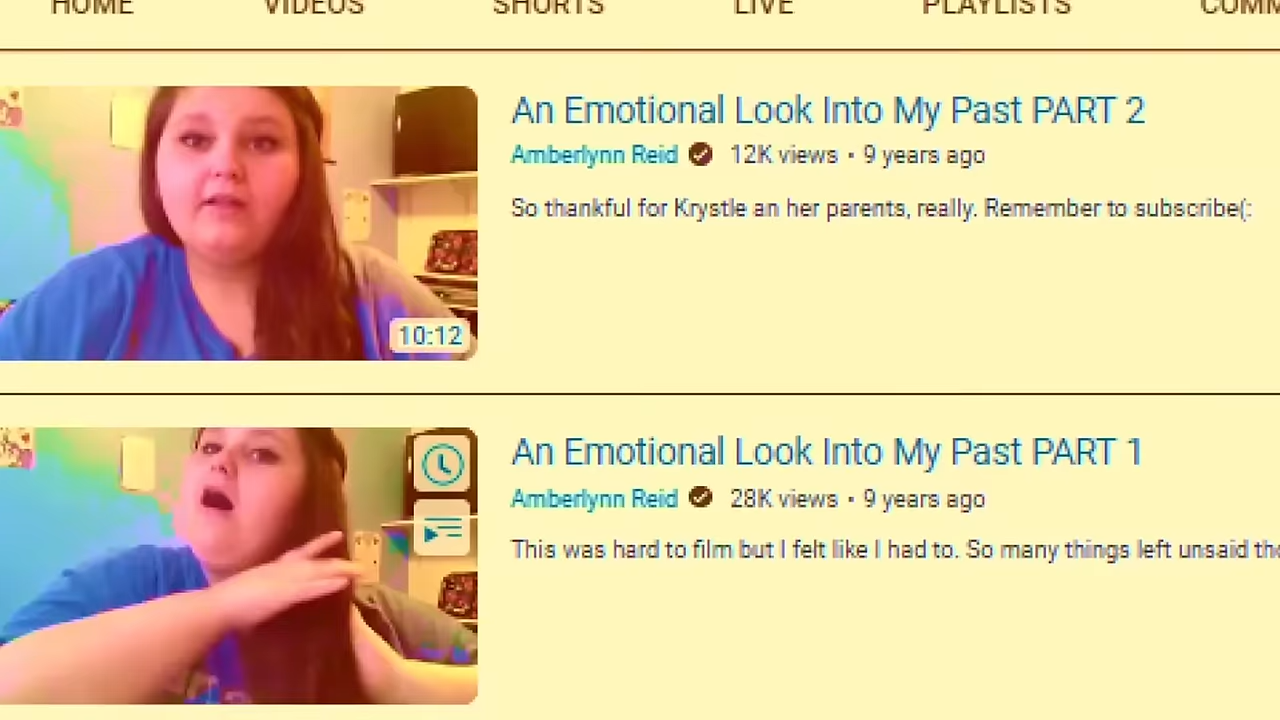 HOME VIDEOS SHORTS LIVE PLAYLISTS
An Emotional Look Into My Past PART 2
Amberlynn Reid 12K views • 9 years ago
So thankful for Krystle an her parents, really. Remember to subscribe(:
10:12
An Emotional Look Into My Past PART 1
Amberlynn Reid 28K views • 9 years ago
This was hard to film but I felt like I had to. So many things left unsaid